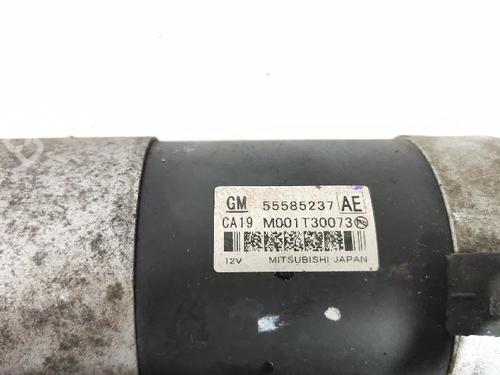 GM 55585237 AE
CA19 M001T30073
12V MITSUBISHI JAPAN